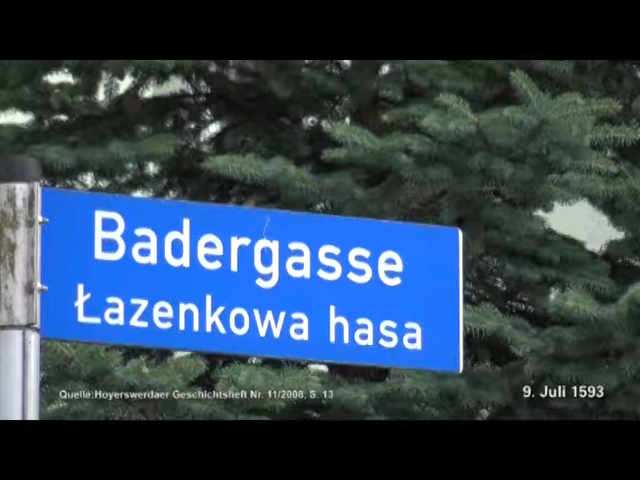 Badergasse
Łazenkowa hasa
Quelle:Hoyerswerdaer Geschichtsheft Nr. 11/2008, S. 13
9. Juli 1593